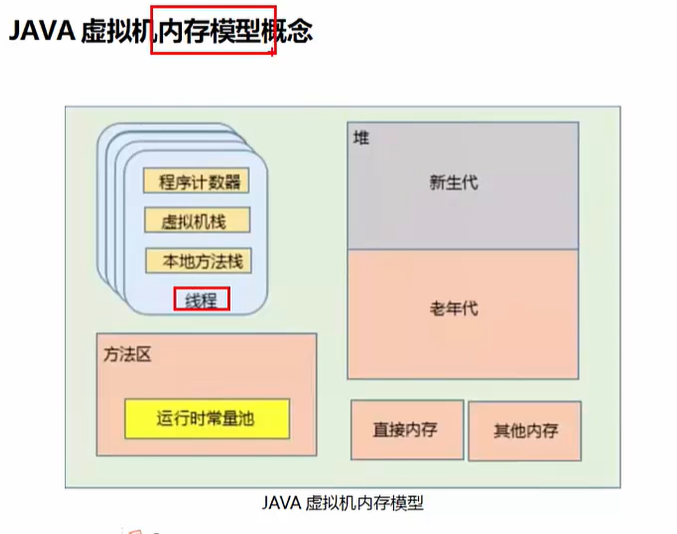 JAVA 虚拟机内存模型概念
程序计数器
虚拟机栈
本地方法栈
线程
堆
新生代
老年代
方法区
运行时常量池
直接内存
其他内存
JAVA 虚拟机内存模型